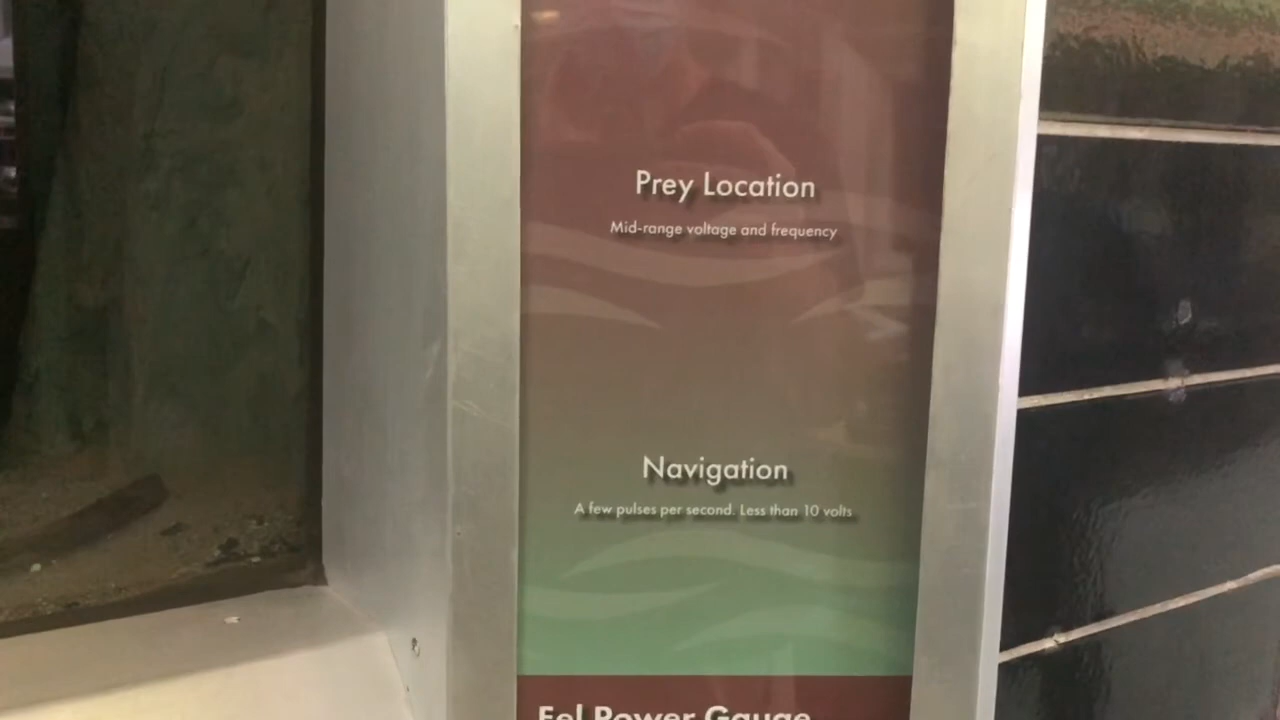 Prey Location
Mid-range voltage and frequency
Navigation
A few pulses per second. Less than 10 volts
Eel Power Gauge